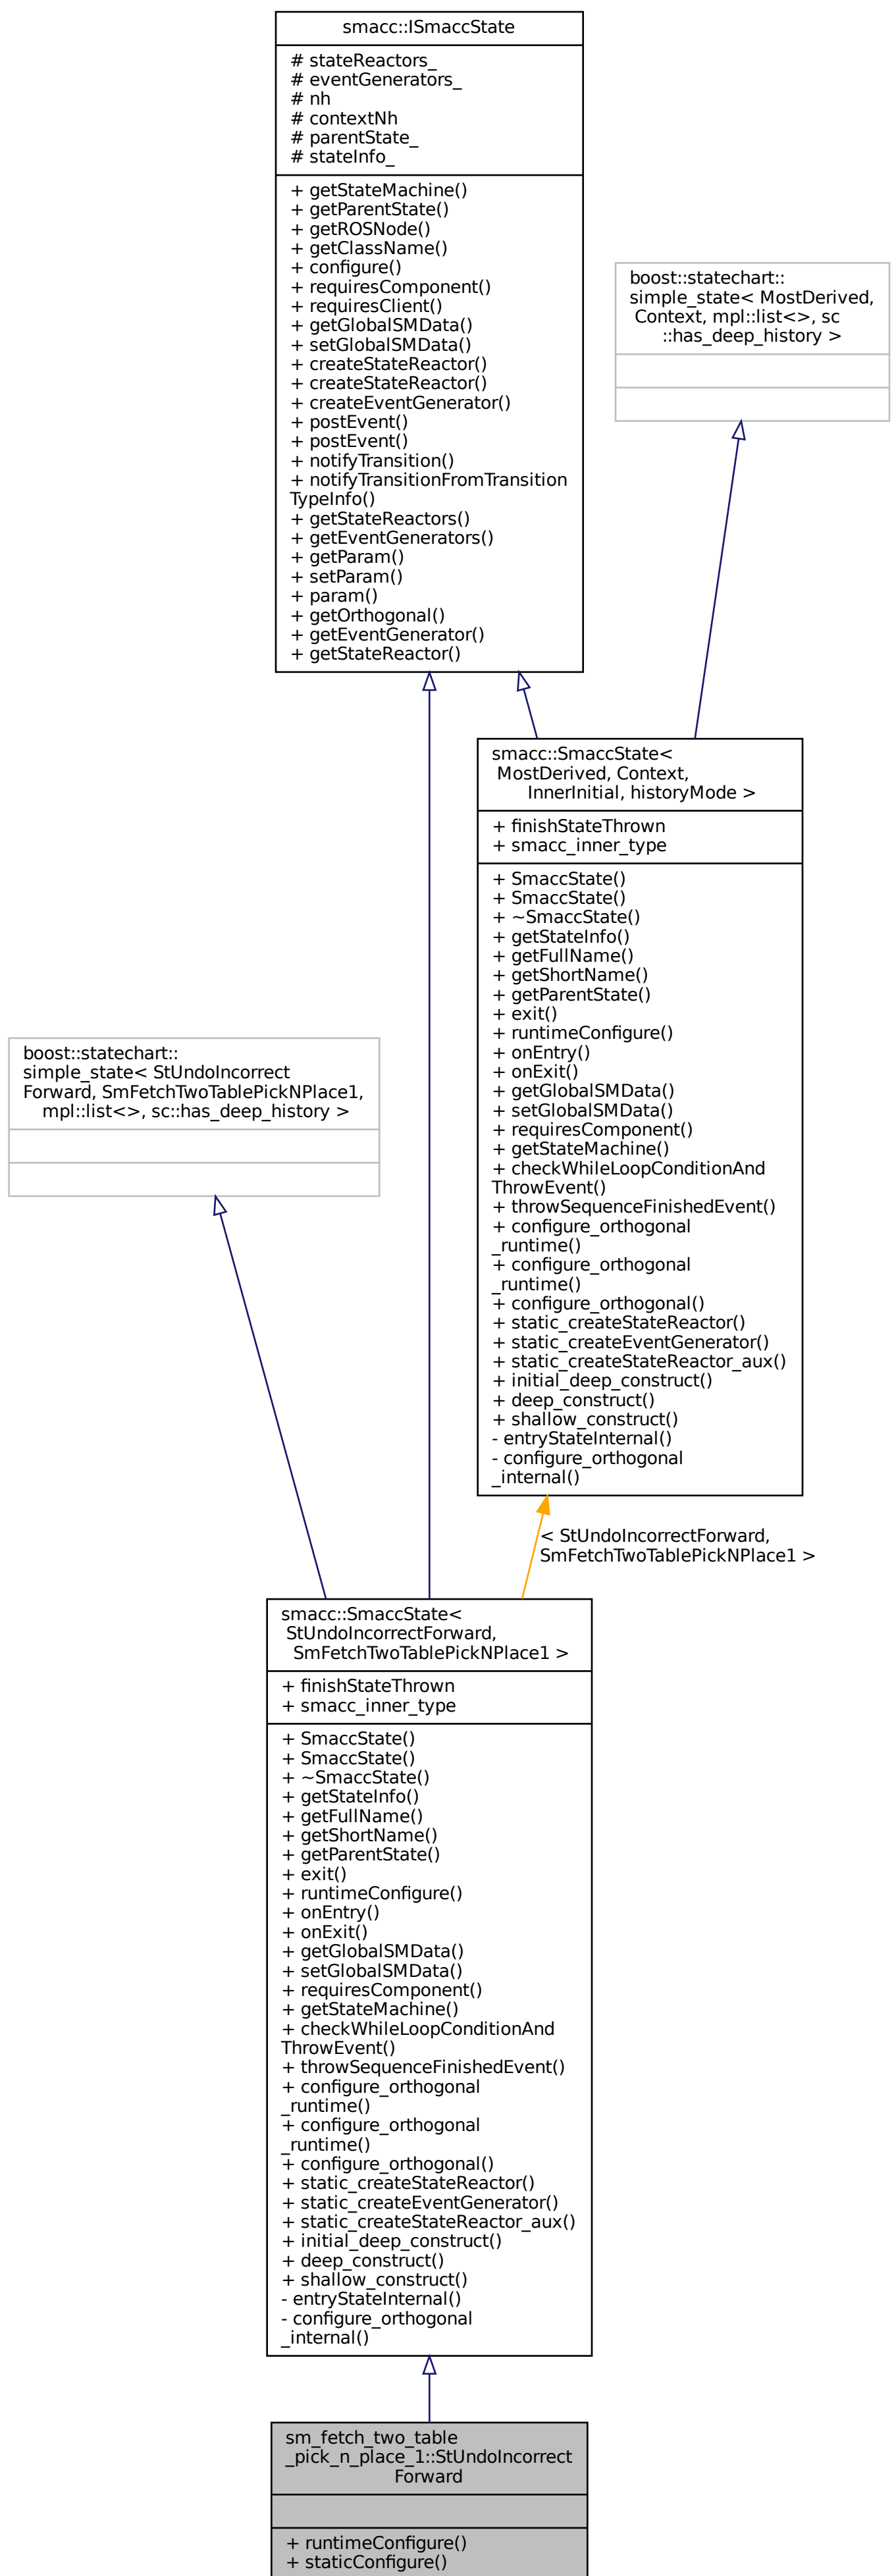 smacc::ISmaccState
# stateReactors_
# eventGenerators_
# nh
# contextNh
# parentState_
# stateInfo_
+ getStateMachine()
+ getParentState()
+ getROSNode()
+ getClassName()
+ configure()
+ requiresComponent()
+ requiresClient()
+ getGlobalSMData()
+ setGlobalSMData()
+ createStateReactor()
+ createStateReactor()
+ createEventGenerator()
+ postEvent()
+ postEvent()
+ notifyTransition()
+ notifyTransitionFromTransition
TypeInfo()
+ getStateReactors()
+ getEventGenerators()
+ getParam()
+ setParam()
+ param()
+ getOrthogonal()
+ getEventGenerator()
+ getStateReactor()
boost::statechart::
simple_state< MostDerived,
Context, mpl::list<>, sc
::has_deep_history >
smacc::SmaccState<
MostDerived, Context,
InnerInitial, historyMode >
+ finishStateThrown
+ smacc_inner_type
+ SmaccState()
+ SmaccState()
+ ~SmaccState()
+ getStateInfo()
+ getFullName()
+ getShortName()
+ getParentState()
+ exit()
+ runtimeConfigure()
+ onEntry()
+ onExit()
+ getGlobalSMData()
+ setGlobalSMData()
+ requiresComponent()
+ getStateMachine()
+ checkWhileLoopConditionAnd
ThrowEvent()
+ throwSequenceFinishedEvent()
+ configure_orthogonal
_runtime()
+ configure_orthogonal
_runtime()
+ configure_orthogonal()
+ static_createStateReactor()
+ static_createEventGenerator()
+ static_createStateReactor_aux()
+ initial_deep_construct()
+ deep_construct()
+ shallow_construct()
- entryStateInternal()
- configure_orthogonal
_internal()
boost::statechart::
simple_state< StUndoIncorrect
Forward, SmFetchTwoTablePickNPlace1,
mpl::list<>, sc::has_deep_history >
< StUndoIncorrectForward,
SmFetchTwoTablePickNPlace1 >
smacc::SmaccState<
StUndoIncorrectForward,
SmFetchTwoTablePickNPlace1 >
+ finishStateThrown
+ smacc_inner_type
+ SmaccState()
+ SmaccState()
+ ~SmaccState()
+ getStateInfo()
+ getFullName()
+ getShortName()
+ getParentState()
+ exit()
+ runtimeConfigure()
+ onEntry()
+ onExit()
+ getGlobalSMData()
+ setGlobalSMData()
+ requiresComponent()
+ getStateMachine()
+ checkWhileLoopConditionAnd
ThrowEvent()
+ throwSequenceFinishedEvent()
+ configure_orthogonal
_runtime()
+ configure_orthogonal
_runtime()
+ configure_orthogonal()
+ static_createStateReactor()
+ static_createEventGenerator()
+ static_createStateReactor_aux()
+ initial_deep_construct()
+ deep_construct()
+ shallow_construct()
- entryStateInternal()
- configure_orthogonal
_internal()
sm_fetch_two_table
_pick_n_place_1::StUndoIncorrect
Forward
+ runtimeConfigure()
+ staticConfigure()